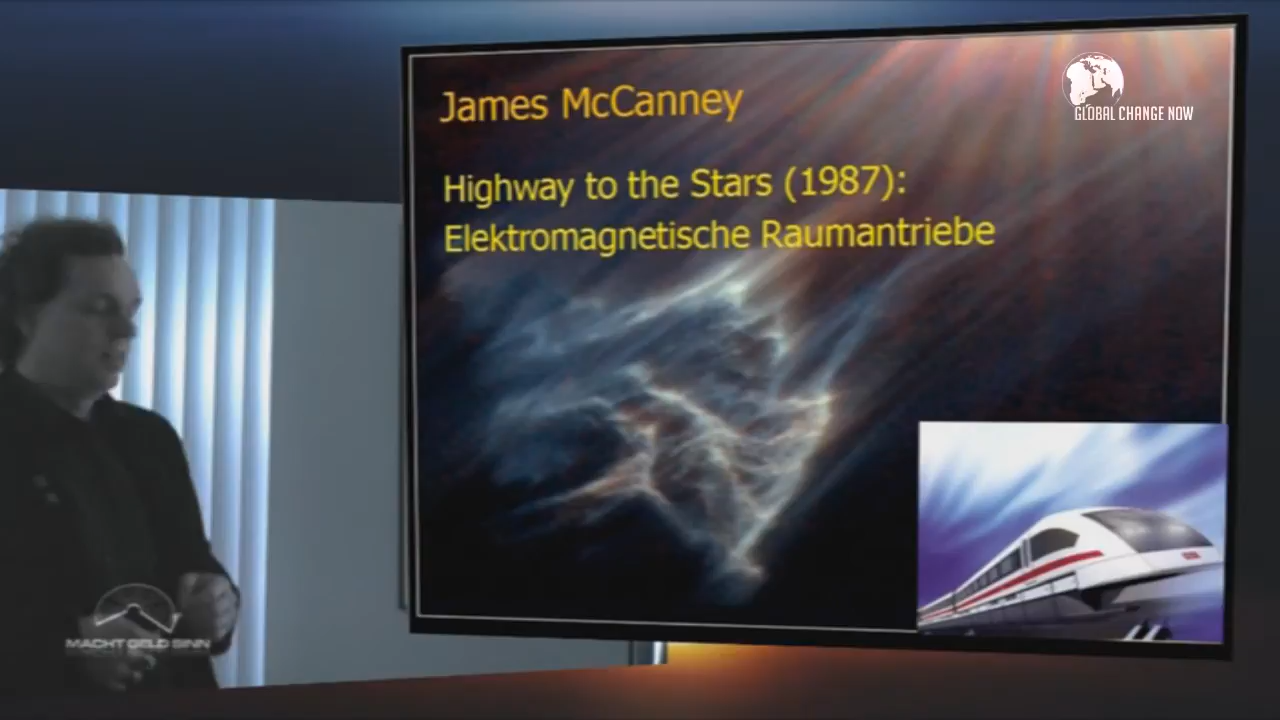 James McCanney
GLOBAL CHANGE NOW
Highway to the Stars (1987):
Elektromagnetische Raumantriebe
MACHT GELD SINN